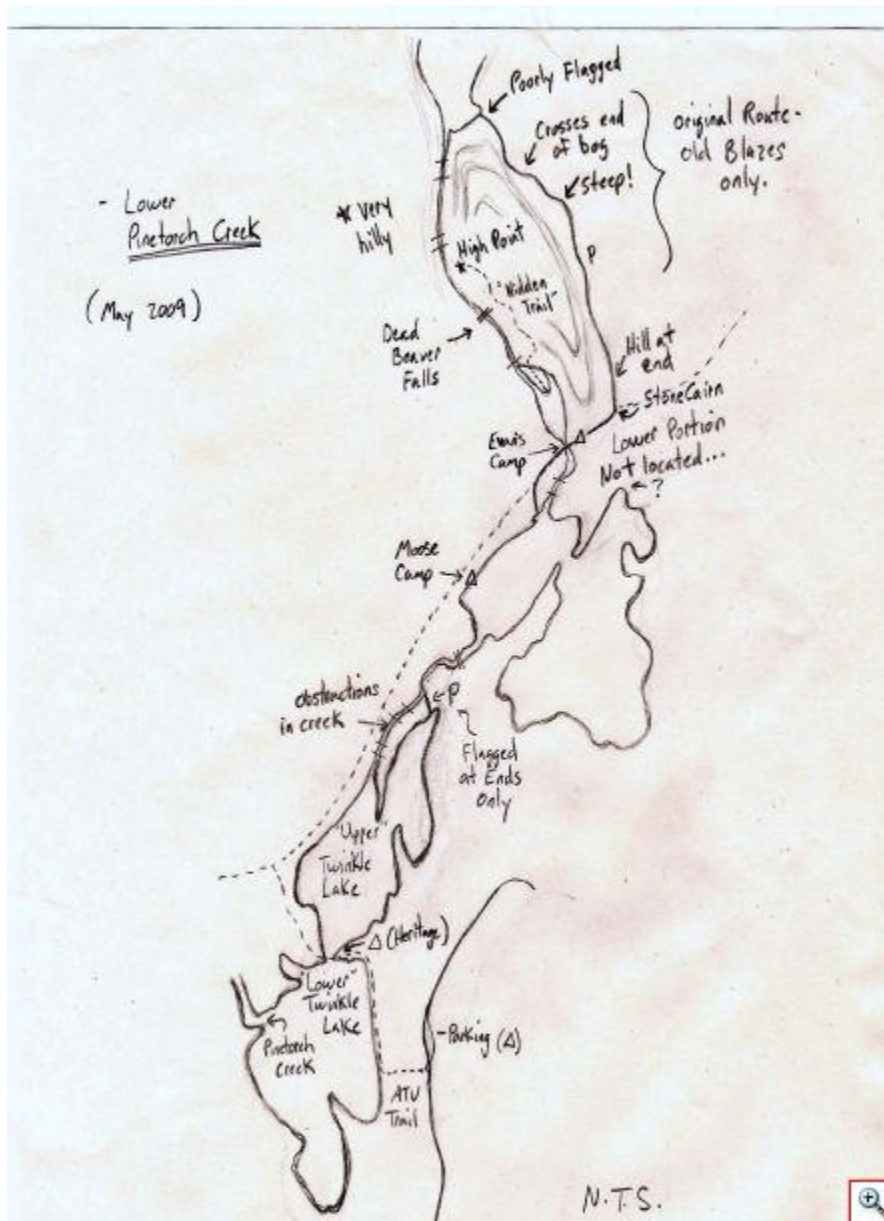 Poorly Flagged
Crosses end
of bog
Steep!
original Route-
old Blazes
only.
- Lower
Pinetorch Creek
(May 2009)
* Very
hilly
High Point
"Hidden
Trail"
P
Dead
Beaver
Falls
Hill at
end
Stone Cairn
Lower Portion
Not located...
?
Camp
Moose
Camp
obstructions
in creek
P
Flagged
at Ends
Only
"Upper"
Twinkle
Lake
(Heritage)
"Lower"
Twinkle
Lake
Pinetorch
Creek
-Parking (Δ)
ATV
Trail
N.T.S.